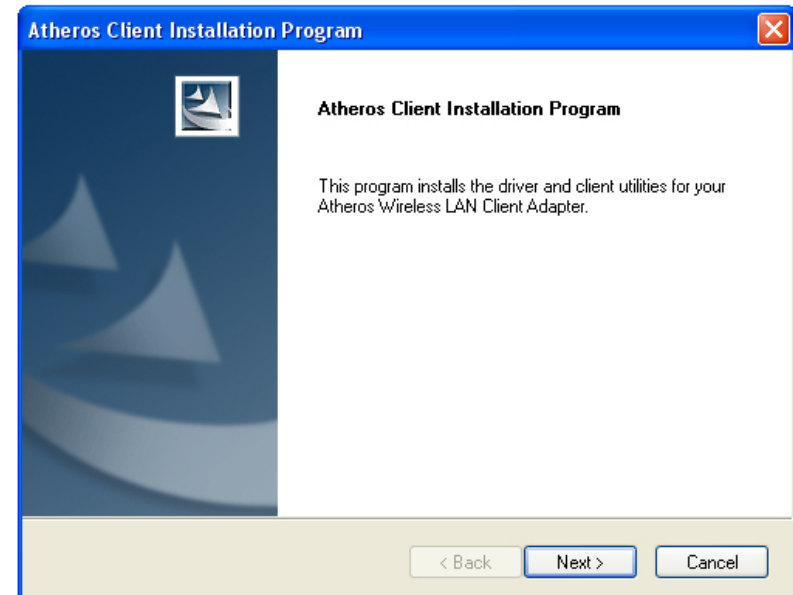 Atheros Client Installation Program
Atheros Client Installation Program
This program installs the driver and client utilities for your
Atheros Wireless LAN Client Adapter.
< Back Next > Cancel